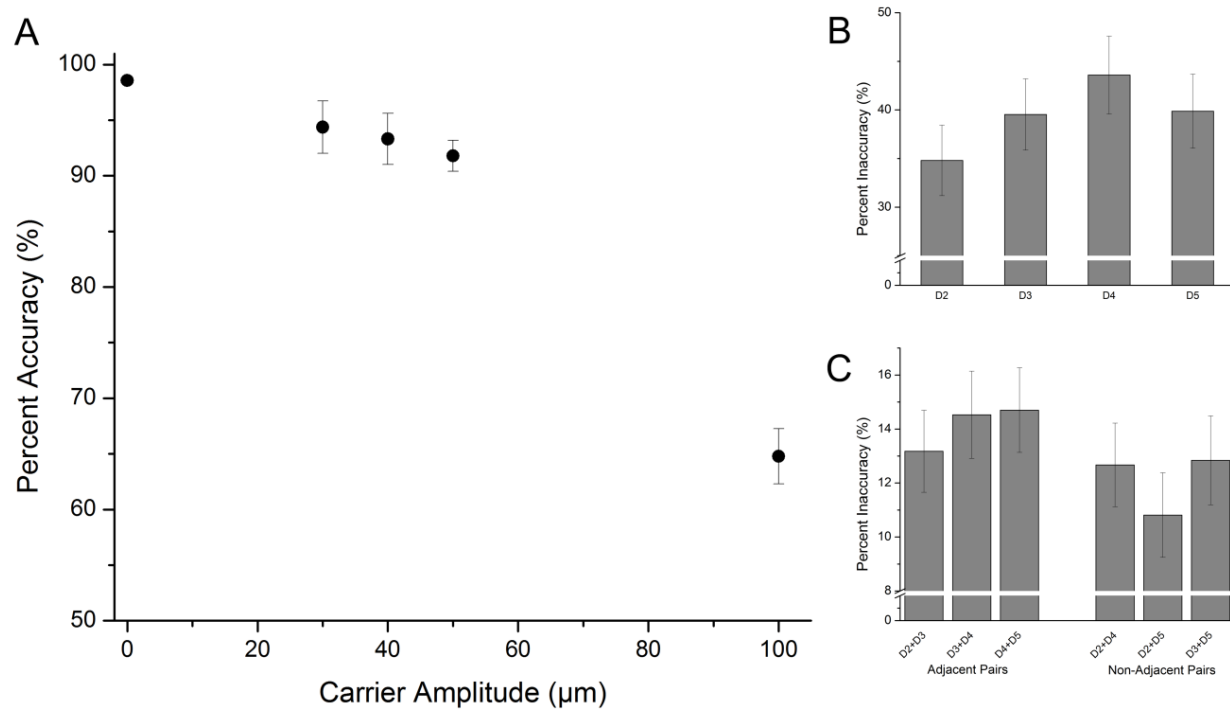 A
Percent Accuracy (%)
100
90
80
70
60
50
0
20
40
60
80
100
Carrier Amplitude (µm)
B
Percent Inaccuracy (%)
50
40
30
0
D2
D3
D4
D5
C
Percent Inaccuracy (%)
16
14
12
10
8
0
D2+D3
D3+D4
D4+D5
D2+D4
D2+D5
D3+D5
Adjacent Pairs
Non-Adjacent Pairs